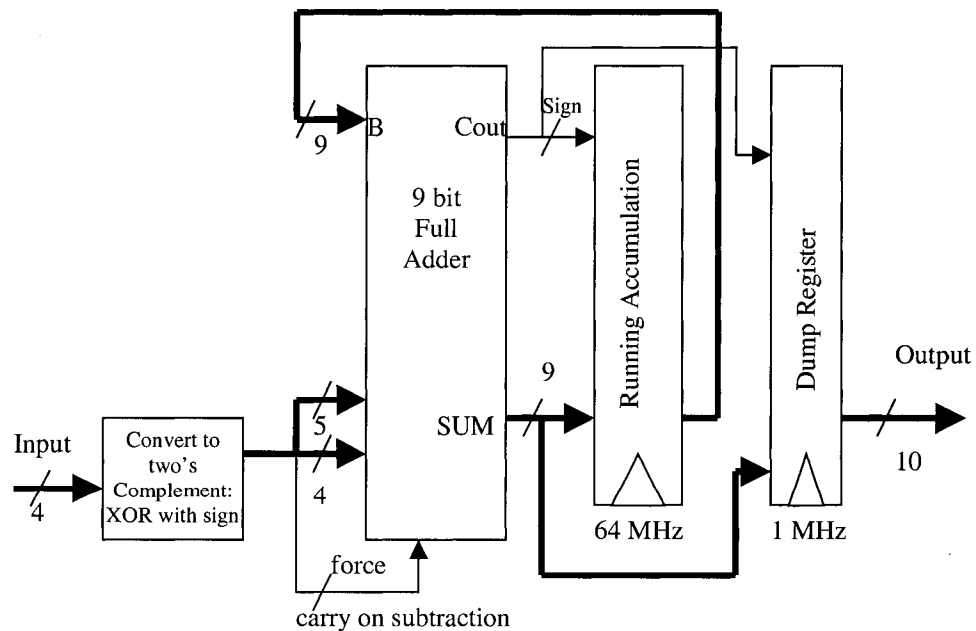 Sign
9
B
Cout
9 bit
Full
Adder
Running Accumulation
Dump Register
Output
9
5
SUM
Input
Convert to
two's
Complement:
XOR with sign
4
4
10
64 MHz
1 MHz
force
carry on subtraction